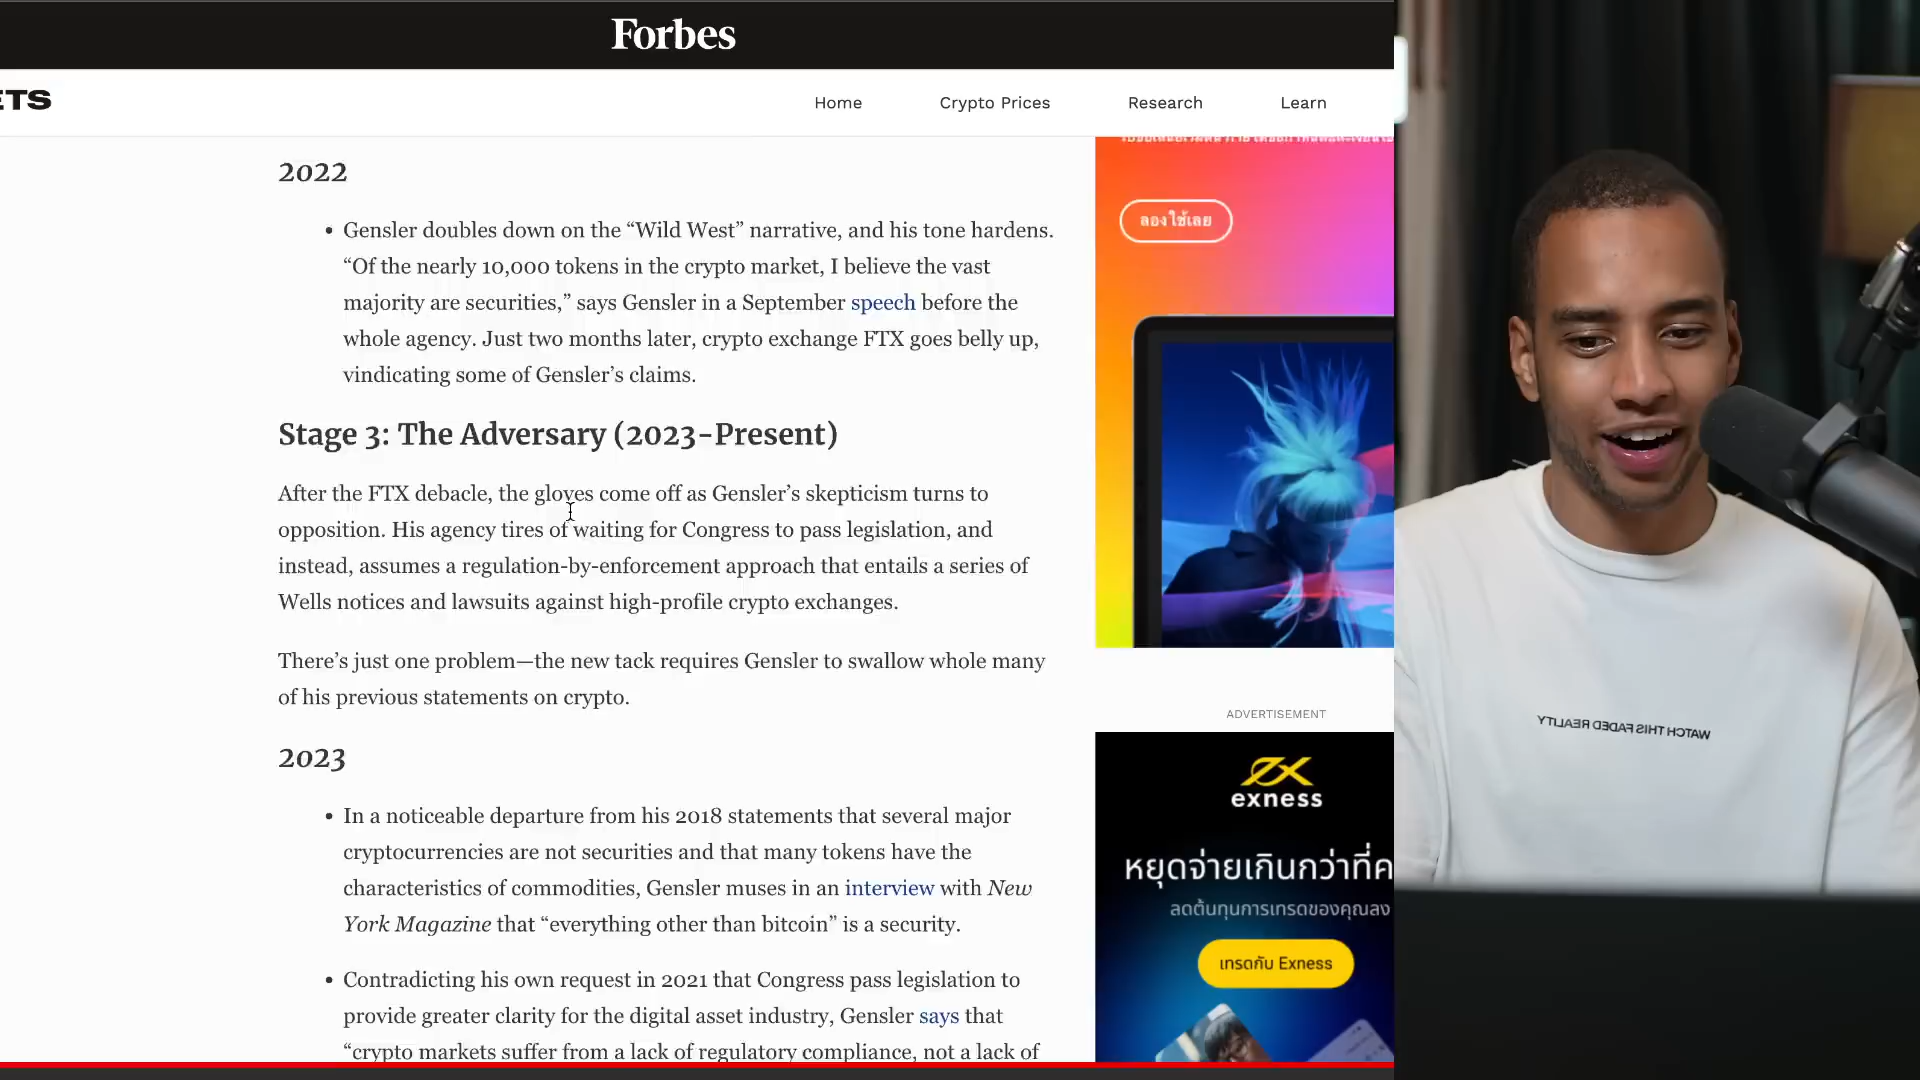 Forbes
ETS
Home
Crypto Prices
Research
Learn
2022
• Gensler doubles down on the “Wild West” narrative, and his tone hardens.
“Of the nearly 10,000 tokens in the crypto market, I believe the vast
majority are securities,” says Gensler in a September speech before the
whole agency. Just two months later, crypto exchange FTX goes belly up,
vindicating some of Gensler’s claims.
Stage 3: The Adversary (2023-Present)
After the FTX debacle, the gloves come off as Gensler’s skepticism turns to
opposition. His agency tires of waiting for Congress to pass legislation, and
instead, assumes a regulation-by-enforcement approach that entails a series of
Wells notices and lawsuits against high-profile crypto exchanges.
There’s just one problem—the new tack requires Gensler to swallow whole many
of his previous statements on crypto.
2023
• In a noticeable departure from his 2018 statements that several major
cryptocurrencies are not securities and that many tokens have the
characteristics of commodities, Gensler muses in an interview with New
York Magazine that “everything other than bitcoin” is a security.
• Contradicting his own request in 2021 that Congress pass legislation to
provide greater clarity for the digital asset industry, Gensler says that
“crypto markets suffer from a lack of regulatory compliance, not a lack of
ลองใช้เลย
ADVERTISEMENT
exness
หยุดจ่ายเกินกว่าที่ค
ลดต้นทุนการเทรดของคุณลง
เทรดกับ Exness
WATCH THIS FADED REALITY